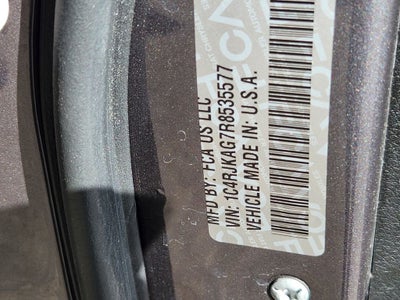 MFD BY: FCA US LLC
VIN: 1C4RJKAG7R8535577
VEHICLE MADE IN: U.S.A.